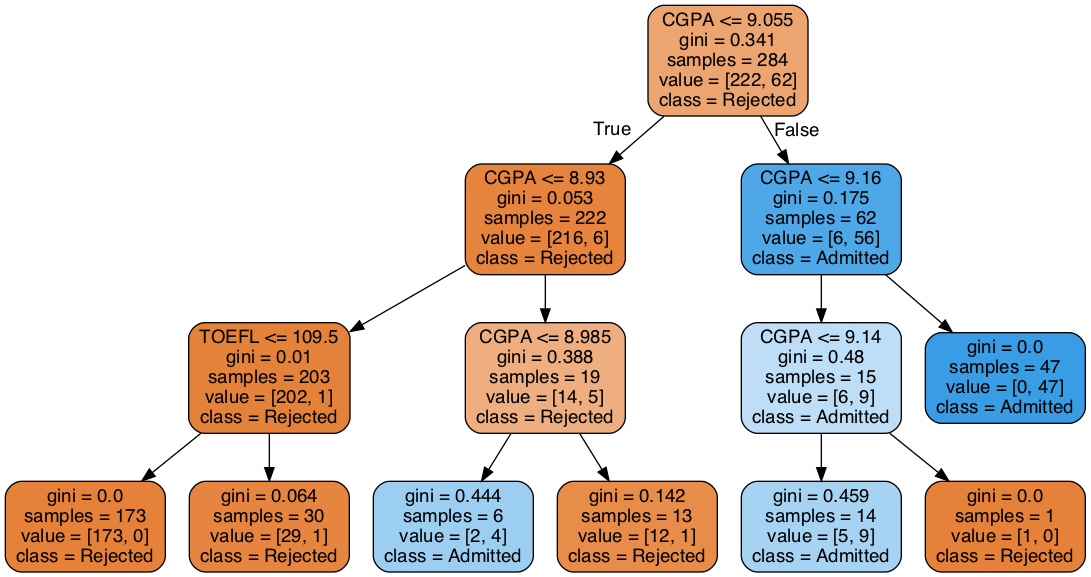 CGPA <= 9.055
gini = 0.341
samples = 284
value = [222, 62]
class = Rejected
True
False
CGPA <= 8.93
gini = 0.053
samples = 222
value = [216, 6]
class = Rejected
CGPA <= 9.16
gini = 0.175
samples = 62
value = [6, 56]
class = Admitted
TOEFL <= 109.5
gini = 0.01
samples = 203
value = [202, 1]
class = Rejected
CGPA <= 8.985
gini = 0.388
samples = 19
value = [14, 5]
class = Rejected
CGPA <= 9.14
gini = 0.48
samples = 15
value = [6, 9]
class = Admitted
gini = 0.0
samples = 47
value = [0, 47]
class = Admitted
gini = 0.0
samples = 173
value = [173, 0]
class = Rejected
gini = 0.064
samples = 30
value = [29, 1]
class = Rejected
gini = 0.444
samples = 6
value = [2, 4]
class = Admitted
gini = 0.142
samples = 13
value = [12, 1]
class = Rejected
gini = 0.459
samples = 14
value = [5, 9]
class = Admitted
gini = 0.0
samples = 1
value = [1, 0]
class = Rejected